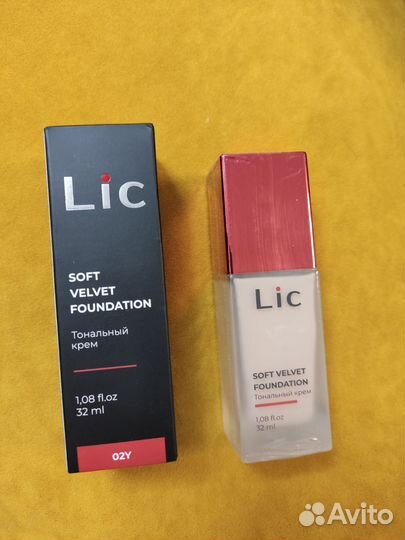 Lic
SOFT
VELVET
FOUNDATION
Тональный
крем
1,08 fl.oz
32 ml
02Y
Lic
SOFT VELVET
FOUNDATION
Тональный крем
1,08 fl.oz
32 ml
Avito